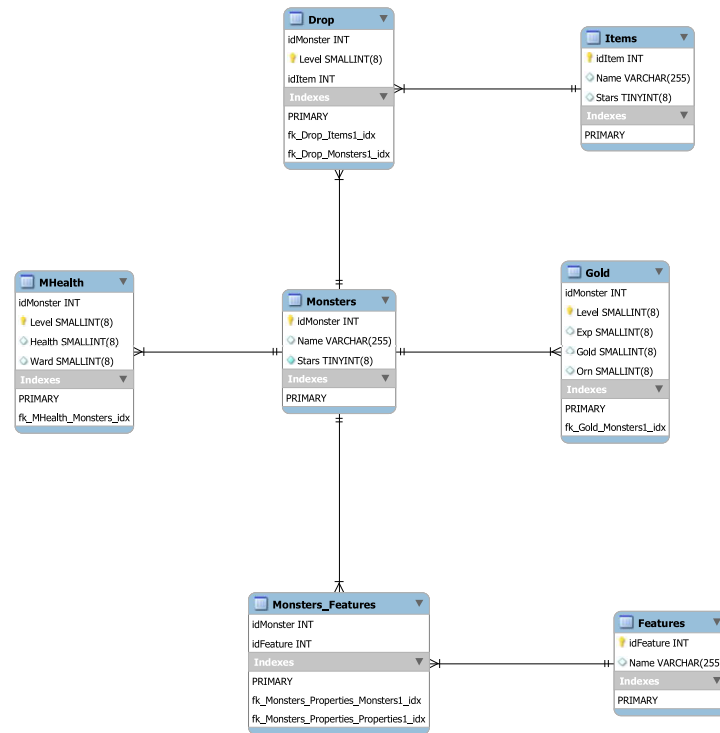 Drop
idMonster INT
Level SMALLINT(8)
idItem INT
Indexes
PRIMARY
fk_Drop_Items1_idx
fk_Drop_Monsters1_idx
Items
idItem INT
Name VARCHAR(255)
Stars TINYINT(8)
Indexes
PRIMARY
MHealth
idMonster INT
Level SMALLINT(8)
Health SMALLINT(8)
Ward SMALLINT(8)
Indexes
PRIMARY
fk_MHealth_Monsters_idx
Monsters
idMonster INT
Name VARCHAR(255)
Stars TINYINT(8)
Indexes
PRIMARY
Gold
idMonster INT
Level SMALLINT(8)
Exp SMALLINT(8)
Gold SMALLINT(8)
Orn SMALLINT(8)
Indexes
PRIMARY
fk_Gold_Monsters1_idx
Monsters_Features
idMonster INT
idFeature INT
Indexes
PRIMARY
fk_Monsters_Properties_Monsters1_idx
fk_Monsters_Properties_Properties1_idx
Features
idFeature INT
Name VARCHAR(255
Indexes
PRIMARY